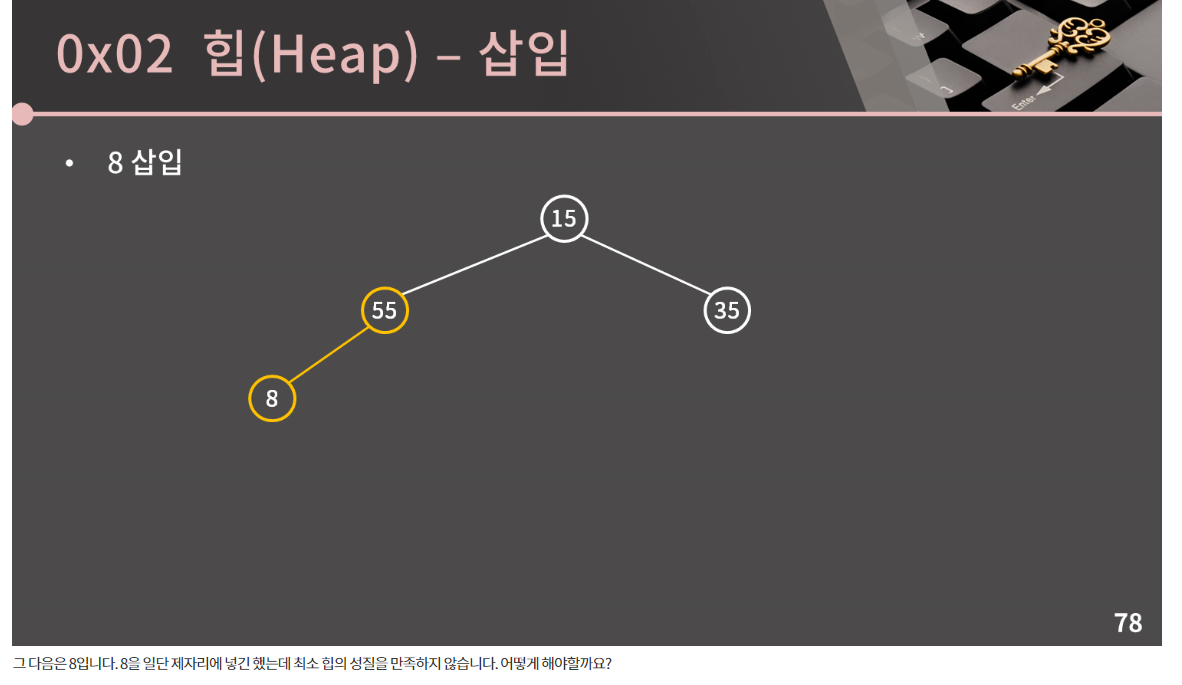 0x02 힙(Heap) – 삽입
Enter
• 8 삽입
15
55
35
8
78
그 다음은 8입니다. 8을 일단 제자리에 넣긴 했는데 최소 힙의 성질을 만족하지 않습니다. 어떻게 해야할까요?